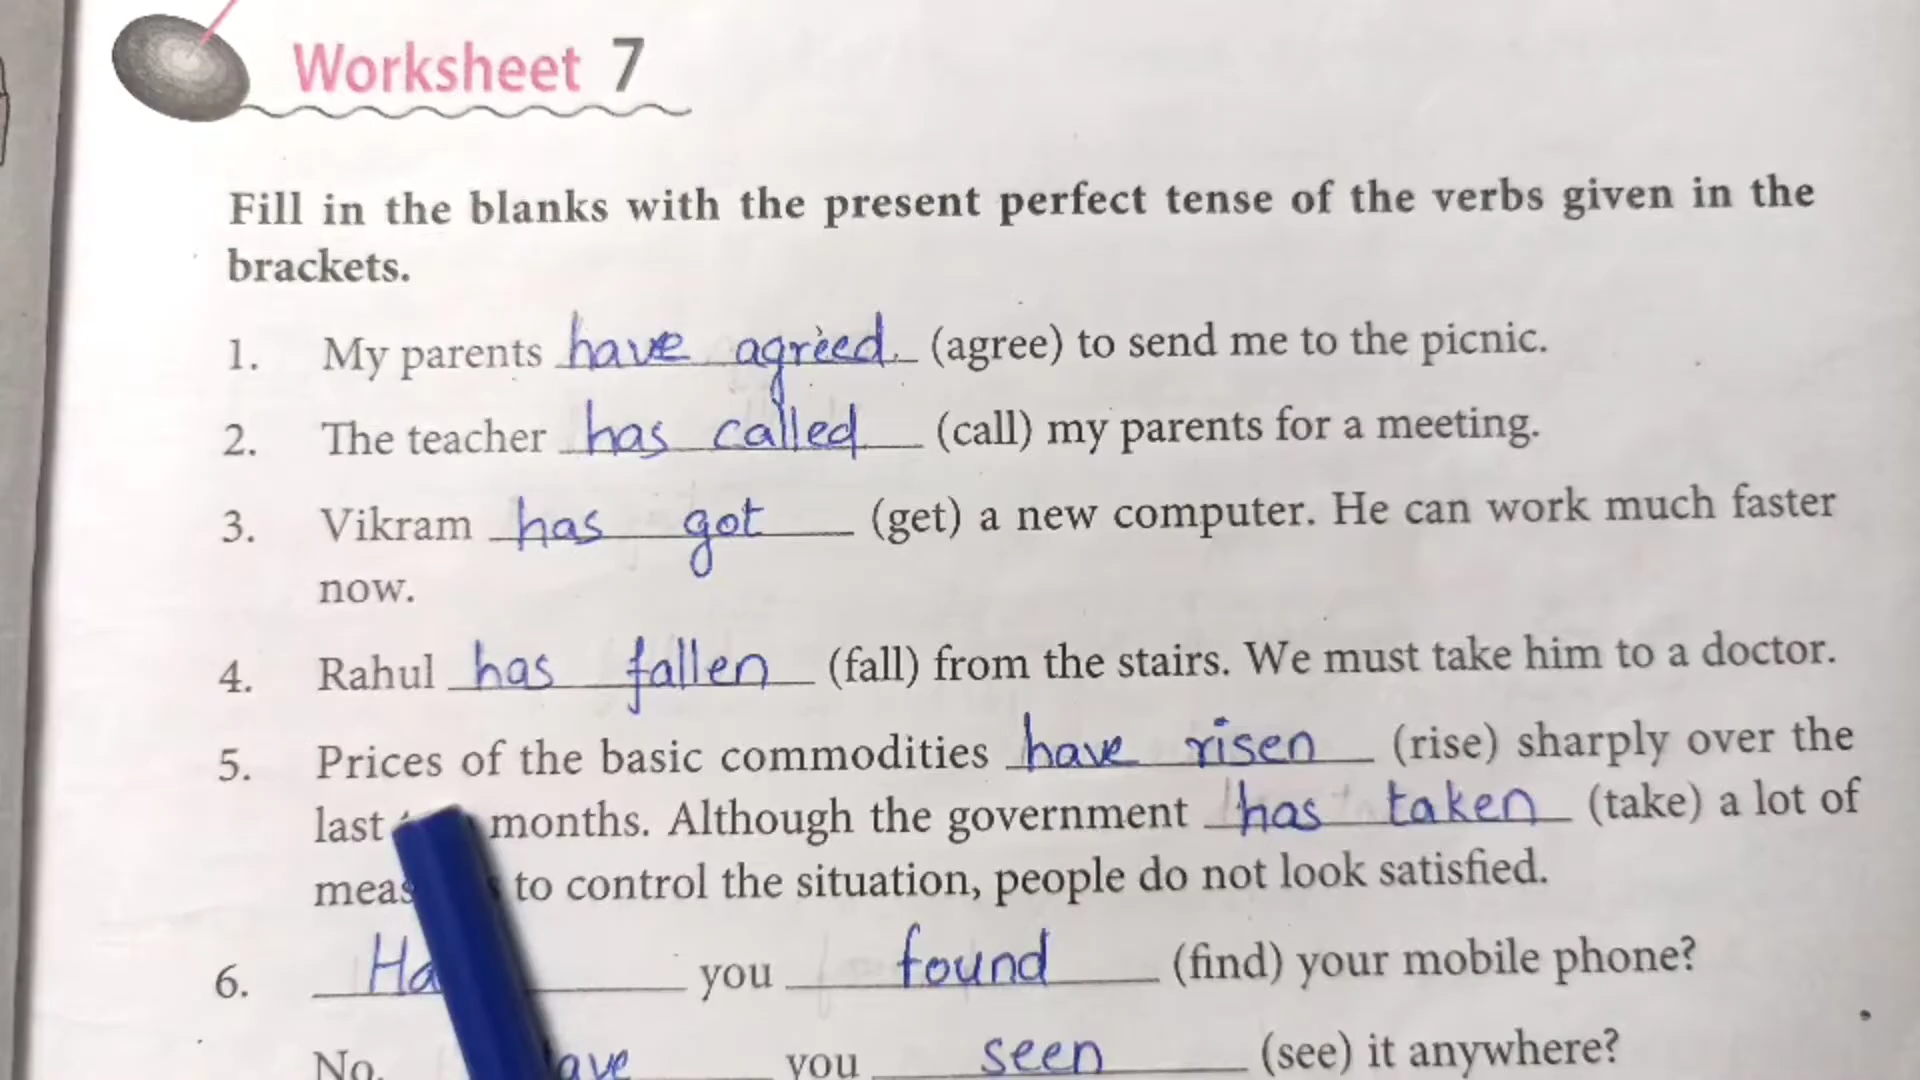 Worksheet 7
Fill in the blanks with the present perfect tense of the verbs given in the
brackets.
1. My parents have agreed (agree) to send me to the picnic.
2. The teacher has called (call) my parents for a meeting.
3. Vikram has got (get) a new computer. He can work much faster
now.
4. Rahul has fallen (fall) from the stairs. We must take him to a doctor.
5. Prices of the basic commodities have risen (rise) sharply over the
last months. Although the government has taken (take) a lot of
to control the situation, people do not look satisfied.
6. you found (find) your mobile phone?
No. you seen (see) it anywhere?